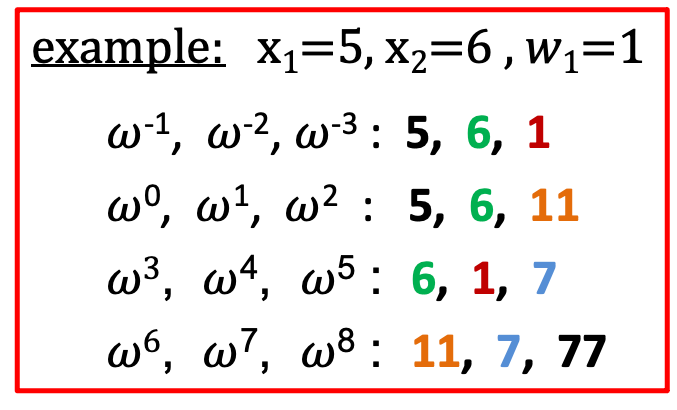 example: x₁=5, x₂=6 , w₁=1
ω⁻¹, ω⁻², ω⁻³ : 5, 6, 1
ω⁰, ω¹, ω² : 5, 6, 11
ω³, ω⁴, ω⁵ : 6, 1, 7
ω⁶, ω⁷, ω⁸ : 11, 7, 77